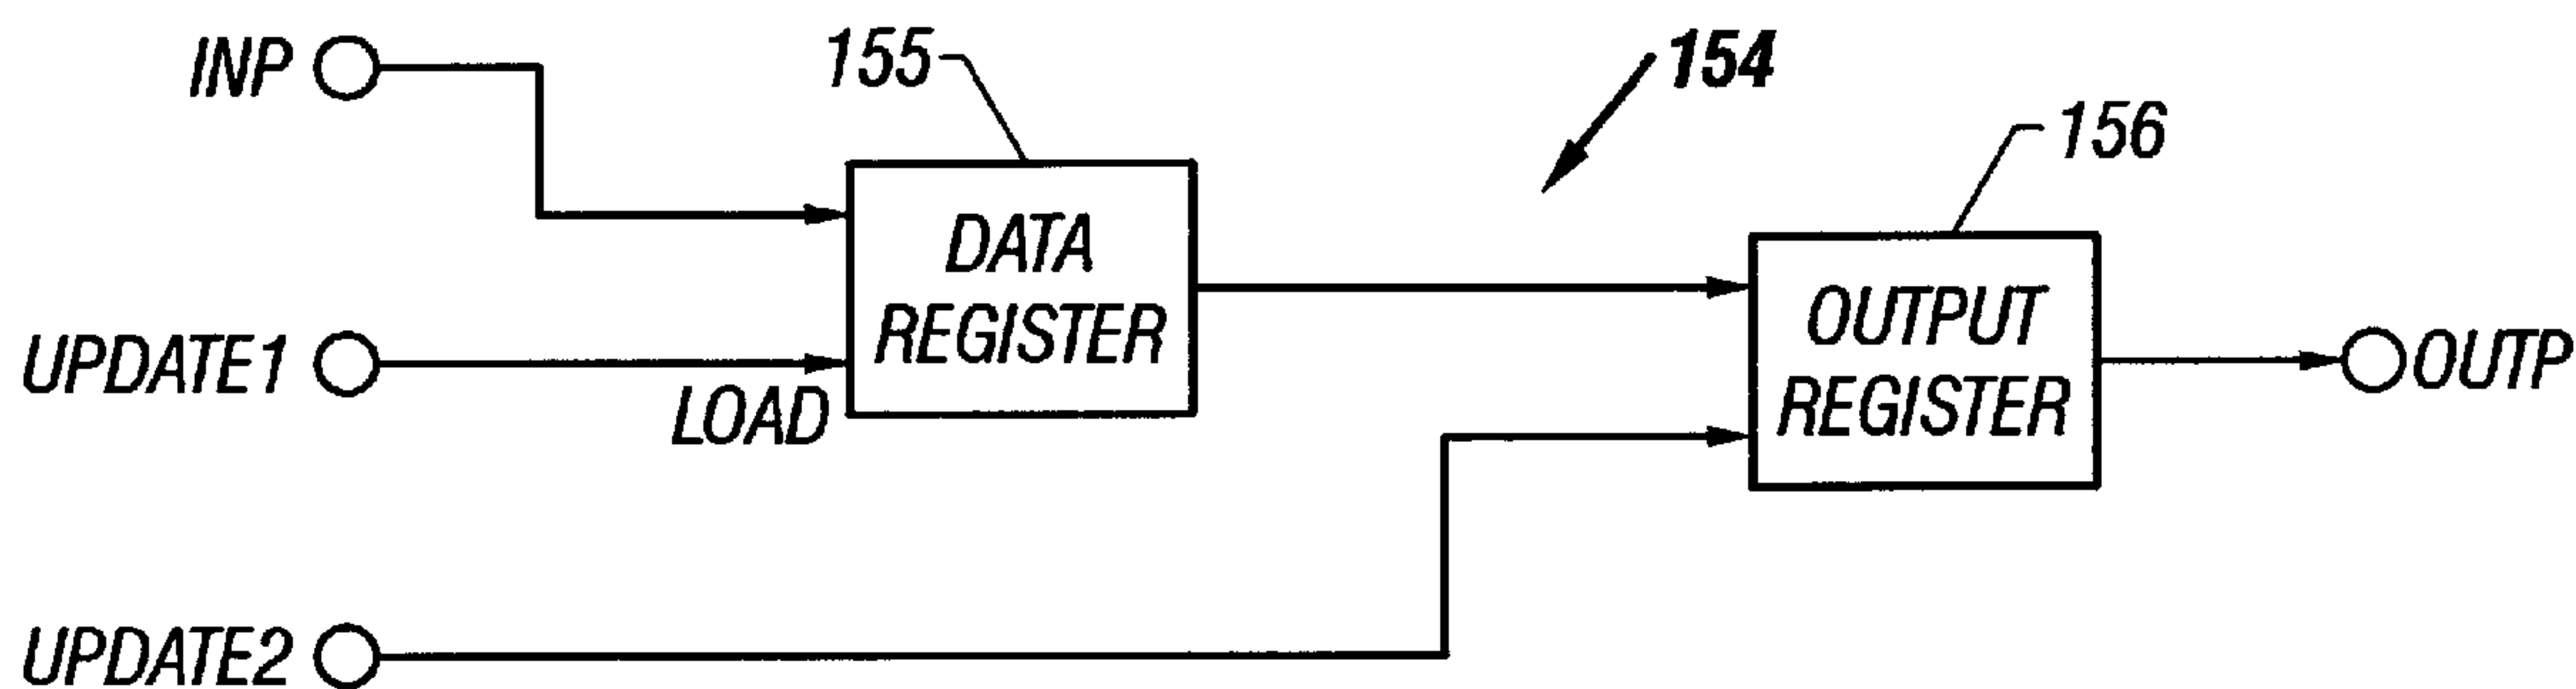 INP
155
154
156
DATA
REGISTER
OUTPUT
REGISTER
UPDATE1
LOAD
OUTP
UPDATE2